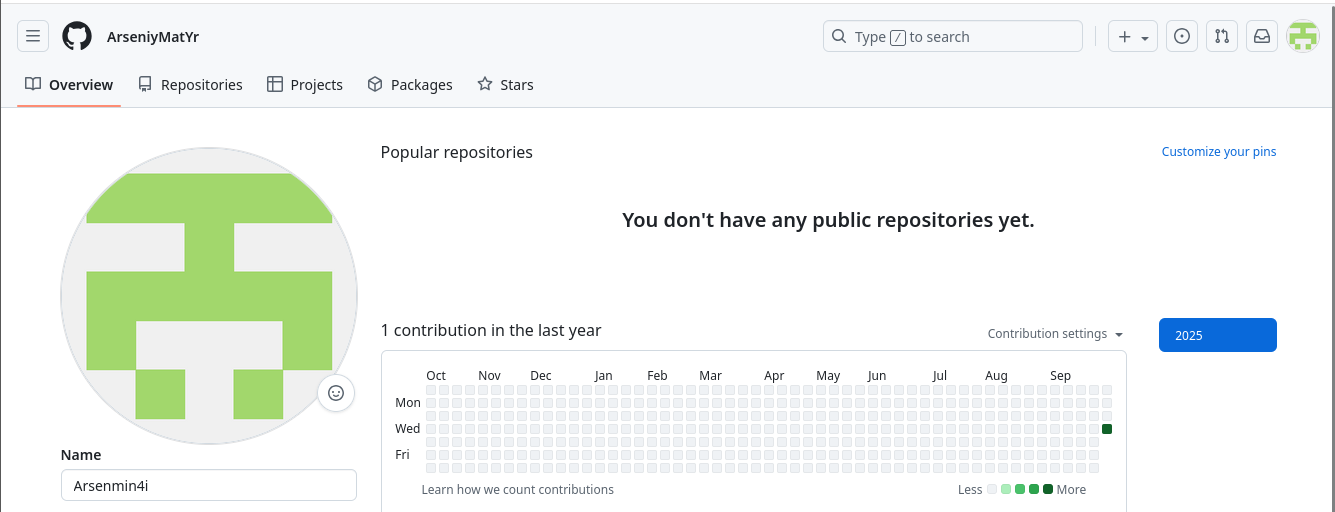 ArseniyMatYr
Type / to search
Overview Repositories Projects Packages Stars
Popular repositories
Customize your pins
You don't have any public repositories yet.
1 contribution in the last year
Contribution settings
2025
Oct Nov Dec Jan Feb Mar Apr May Jun Jul Aug Sep
Mon
Wed
Fri
Learn how we count contributions
Less More
Name
Arsenmin4i